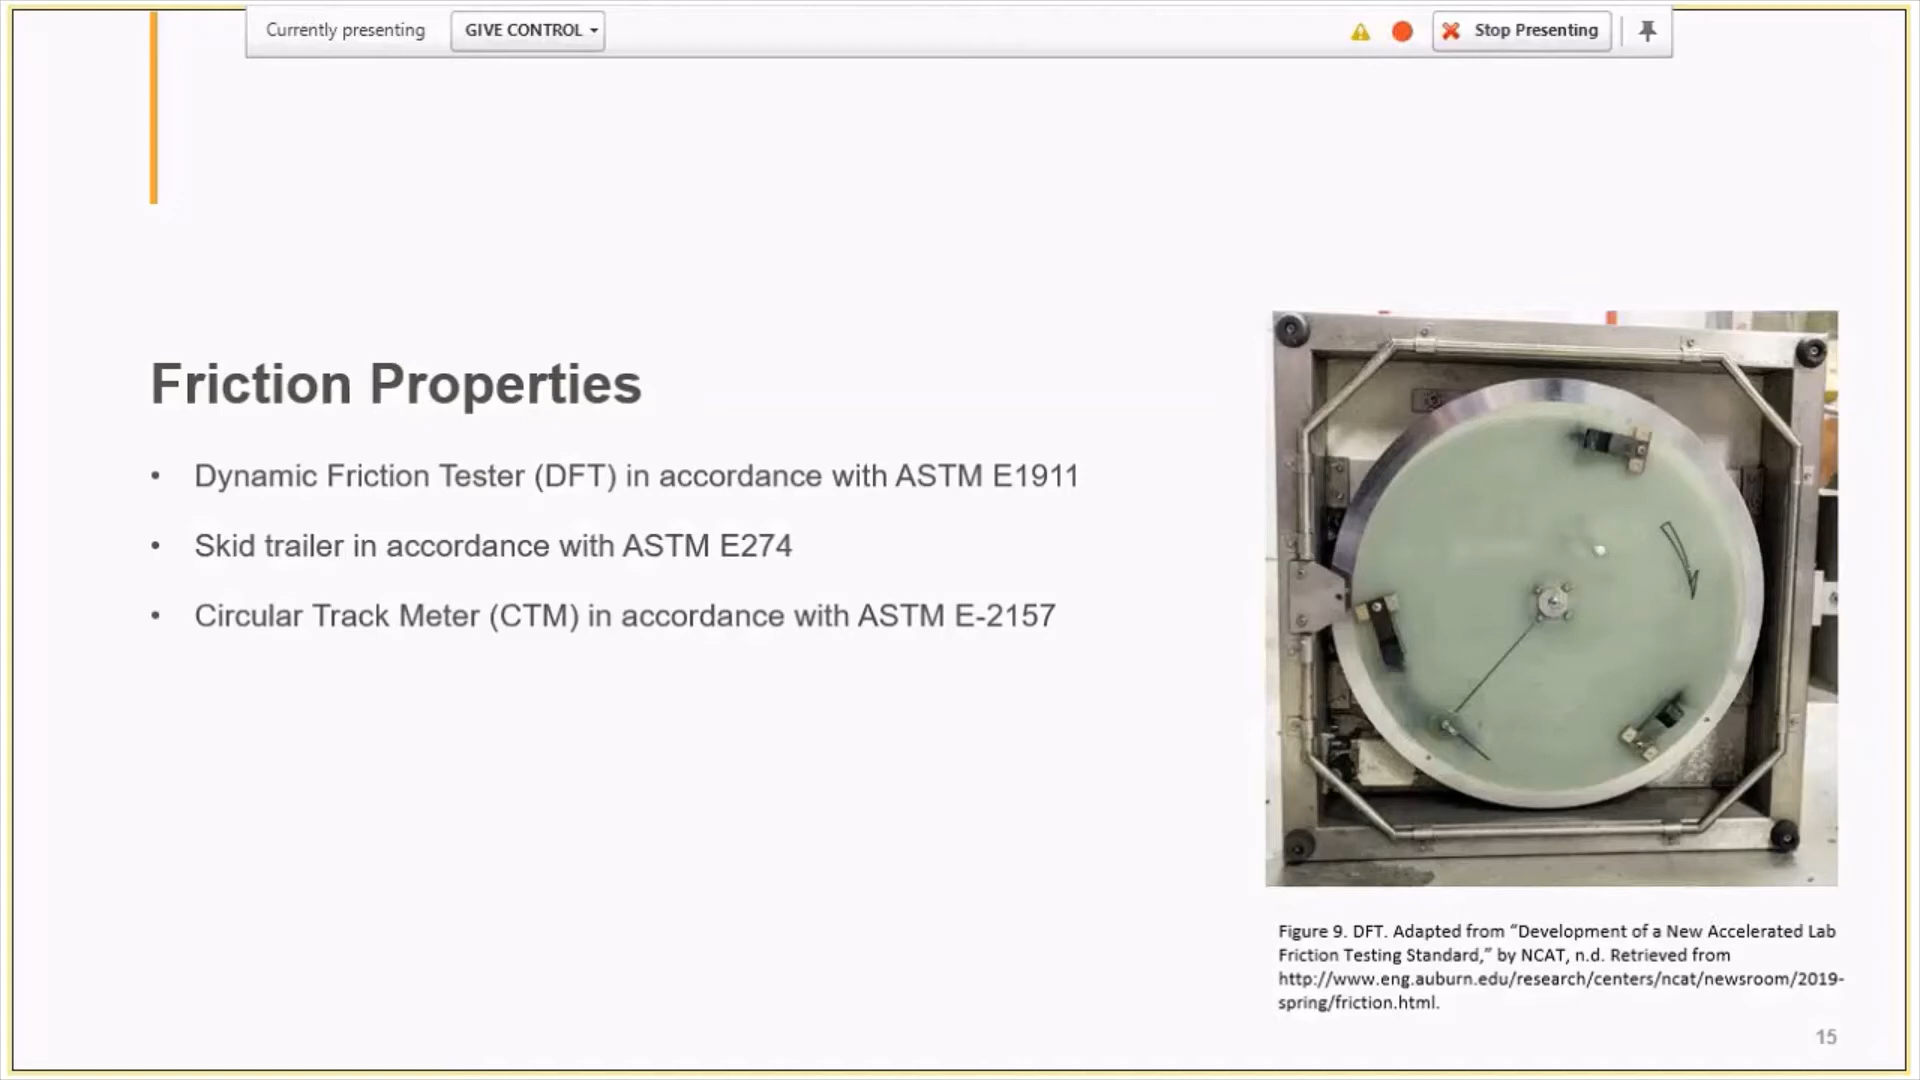 Currently presenting
GIVE CONTROL
Stop Presenting
Friction Properties
• Dynamic Friction Tester (DFT) in accordance with ASTM E1911
• Skid trailer in accordance with ASTM E274
• Circular Track Meter (CTM) in accordance with ASTM E-2157
Figure 9. DFT. Adapted from “Development of a New Accelerated Lab
Friction Testing Standard,” by NCAT, n.d. Retrieved from
http://www.eng.auburn.edu/research/centers/ncat/newsroom/2019-
spring/friction.html.
15